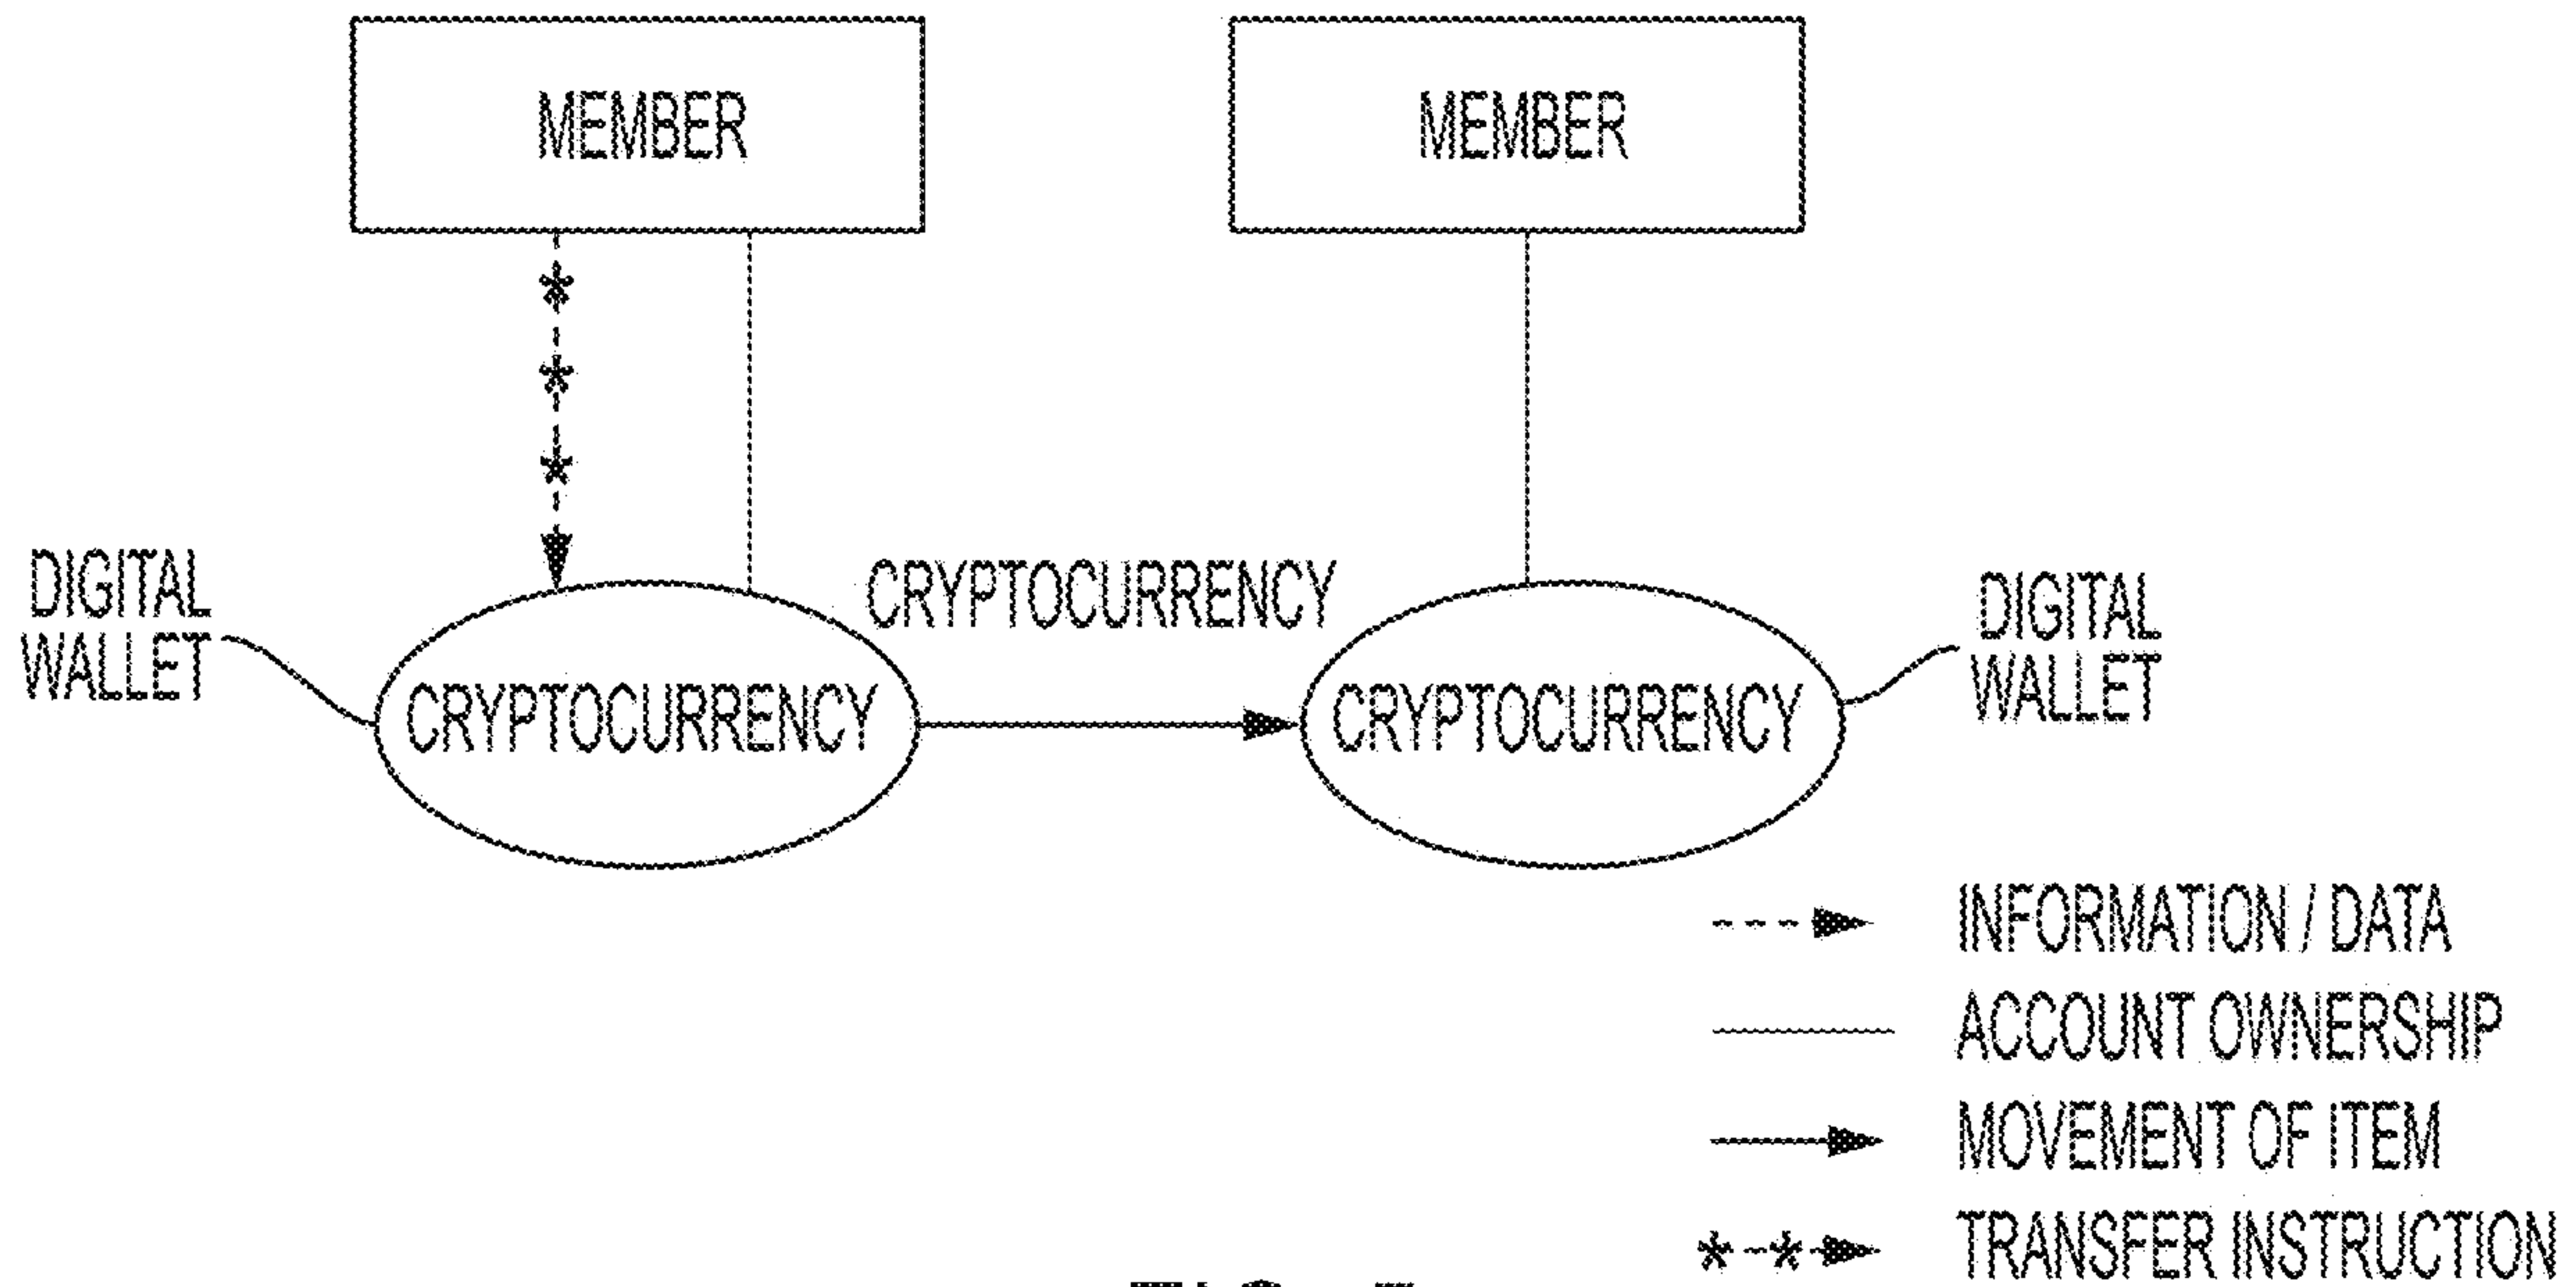 MEMBER
MEMBER
DIGITAL
WALLET
CRYPTOCURRENCY
CRYPTOCURRENCY
CRYPTOCURRENCY
DIGITAL
WALLET
INFORMATION / DATA
ACCOUNT OWNERSHIP
MOVEMENT OF ITEM
TRANSFER INSTRUCTION